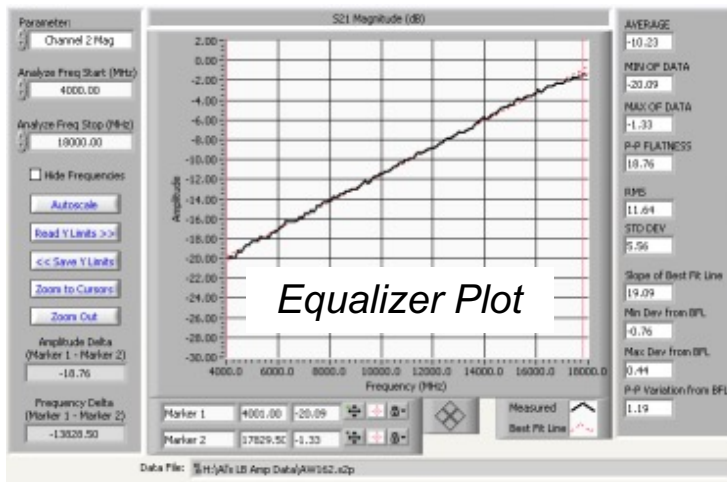 Parameter:
Channel 2 Mag
Analyze Freq Start (MHz)
4000.00
Analyze Freq Stop (MHz)
18000.00
Hide Frequencies
Autoscale
Read Y Limits >>
<< Save Y Limits
Zoom to Cursors
Zoom Out
Amplitude Delta
(Marker 1 - Marker 2)
-18.76
Frequency Delta
(Marker 1 - Marker 2)
-13828.50
S21 Magnitude (dB)
2.00
0.00
-2.00
-4.00
-6.00
-8.00
-10.00
-12.00
-14.00
-16.00
-18.00
-20.00
-22.00
-24.00
-26.00
-28.00
-30.00
Amplitude
Equalizer Plot
4000.0 6000.0 8000.0 10000.0 12000.0 14000.0 16000.0 18000.0
Frequency (MHz)
Marker 1 4001.00 -20.09
Marker 2 17829.50 -1.33
Measured
Best Fit Line
AVERAGE
-10.23
MIN OF DATA
-20.09
MAX OF DATA
-1.33
P-P FLATNESS
18.76
RMS
11.64
STD DEV
5.56
Slope of Best Fit Line
19.09
Min Dev from BFL
-0.76
Max Dev from BFL
0.44
P-P Variation from BFL
1.19
Data File: H:\Al's LB Amp Data\AW162.s2p